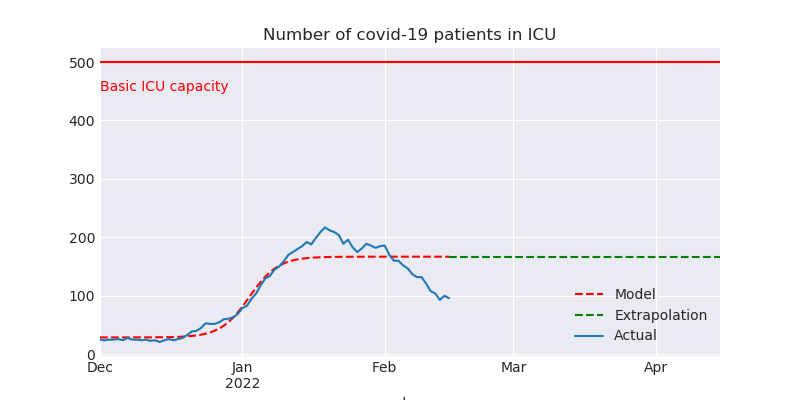 Number of covid-19 patients in ICU
500
Basic ICU capacity
400
300
200
100
0
Model
Extrapolation
Actual
Dec
Jan
2022
Feb
Mar
Apr